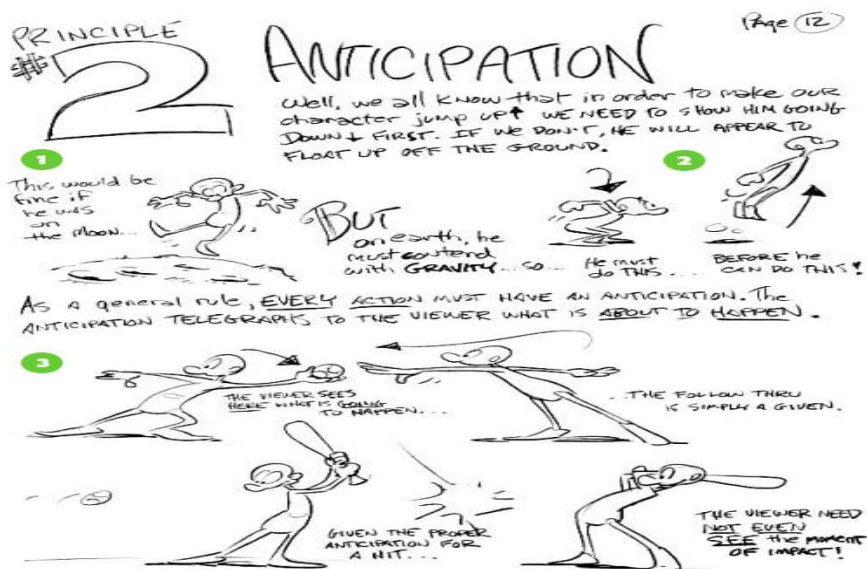 PRINCIPLE
#2
ANTICIPATION
Page 12
Well, we all KNOW that in order to make our
character jump up↑ WE NEED TO SHOW HIM GOING
DOWN↓ FIRST. IF WE DON'T, HE WILL APPEAR TO
FLOAT UP OFF THE GROUND.
1
This would be
fine if
he was
on
the MOON...
BUT
on earth, he
must contend
with GRAVITY... so...
2
He must
do THIS...
BEFORE he
CAN DO THIS!
As a general rule, EVERY ACTION MUST HAVE AN ANTICIPATION. The
ANTICIPATION TELEGRAPHS TO THE VIEWER WHAT IS ABOUT TO HAPPEN.
3
THE VIEWER SEES
HERE WHAT IS GOING
TO HAPPEN...
...THE FOLLOW THRU
IS SIMPLY A GIVEN.
GIVEN THE PROPER
ANTICIPATION FOR
A HIT...
THE VIEWER NEED
NOT EVEN
SEE the MOMENT
OF IMPACT!